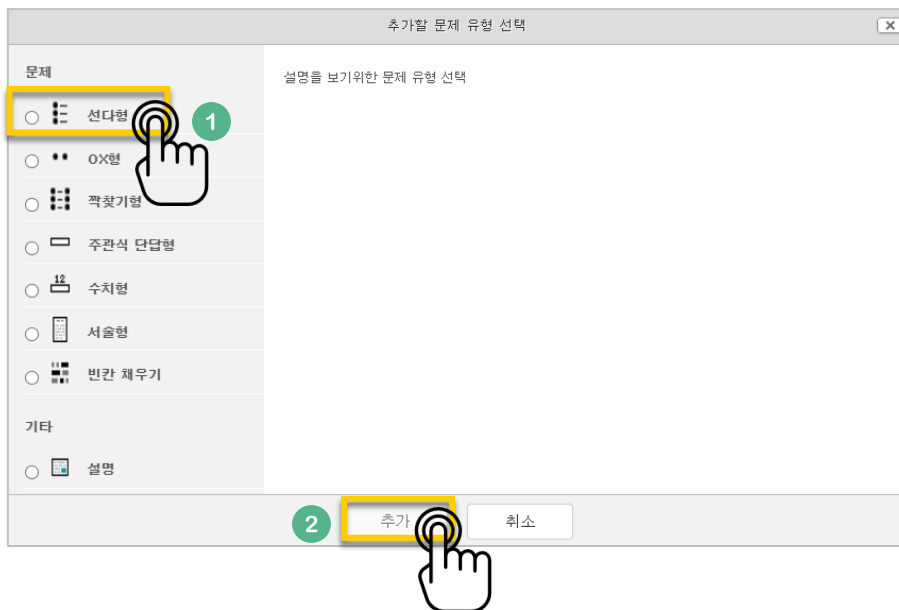 추가할 문제 유형 선택
문제
설명을 보기위한 문제 유형 선택
선다형
1
OX형
짝찾기형
주관식 단답형
12
수치형
서술형
빈칸 채우기
기타
설명
2
추가
취소